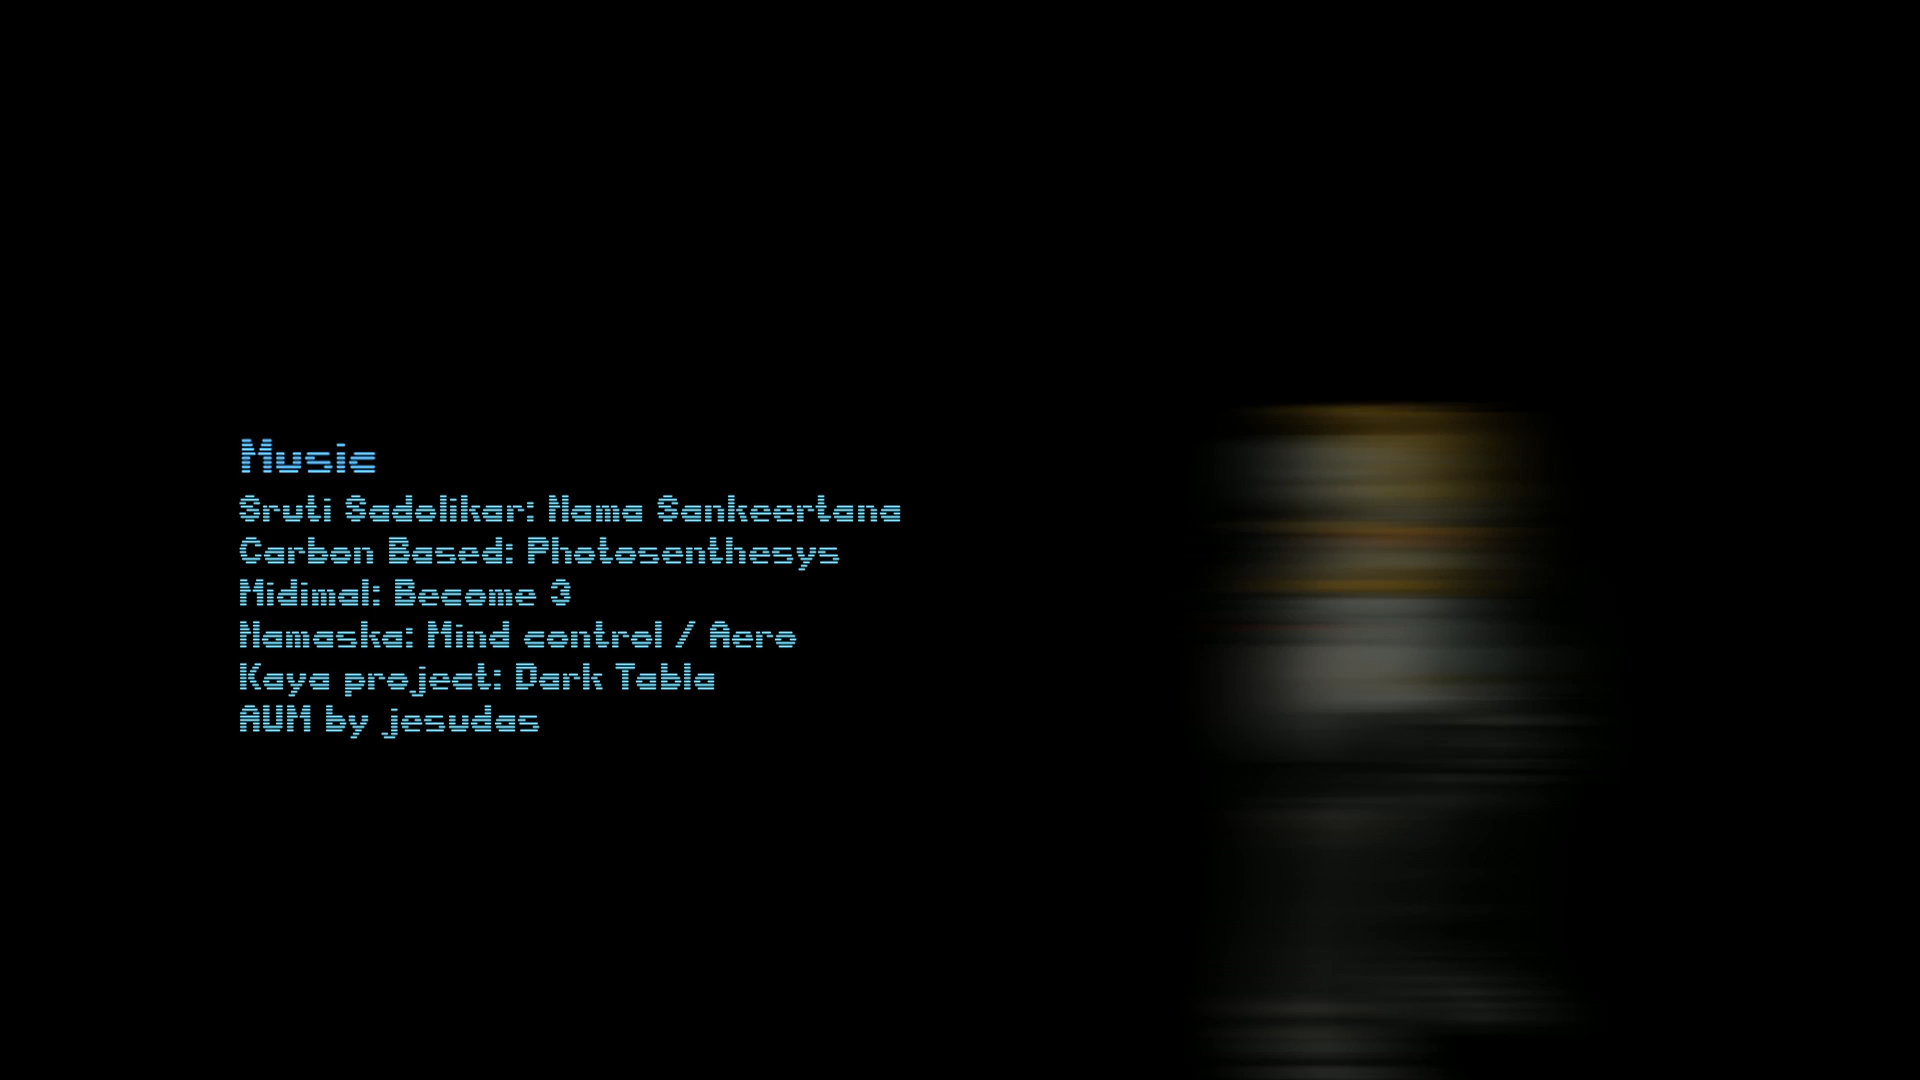 Music
Sruti Sadolikar: Nama Sankeertana
Carbon Based: Photosenthesys
Midimal: Become 3
Namaska: Mind control / Aero
Kaya project: Dark Tabla
AUM by jesudas